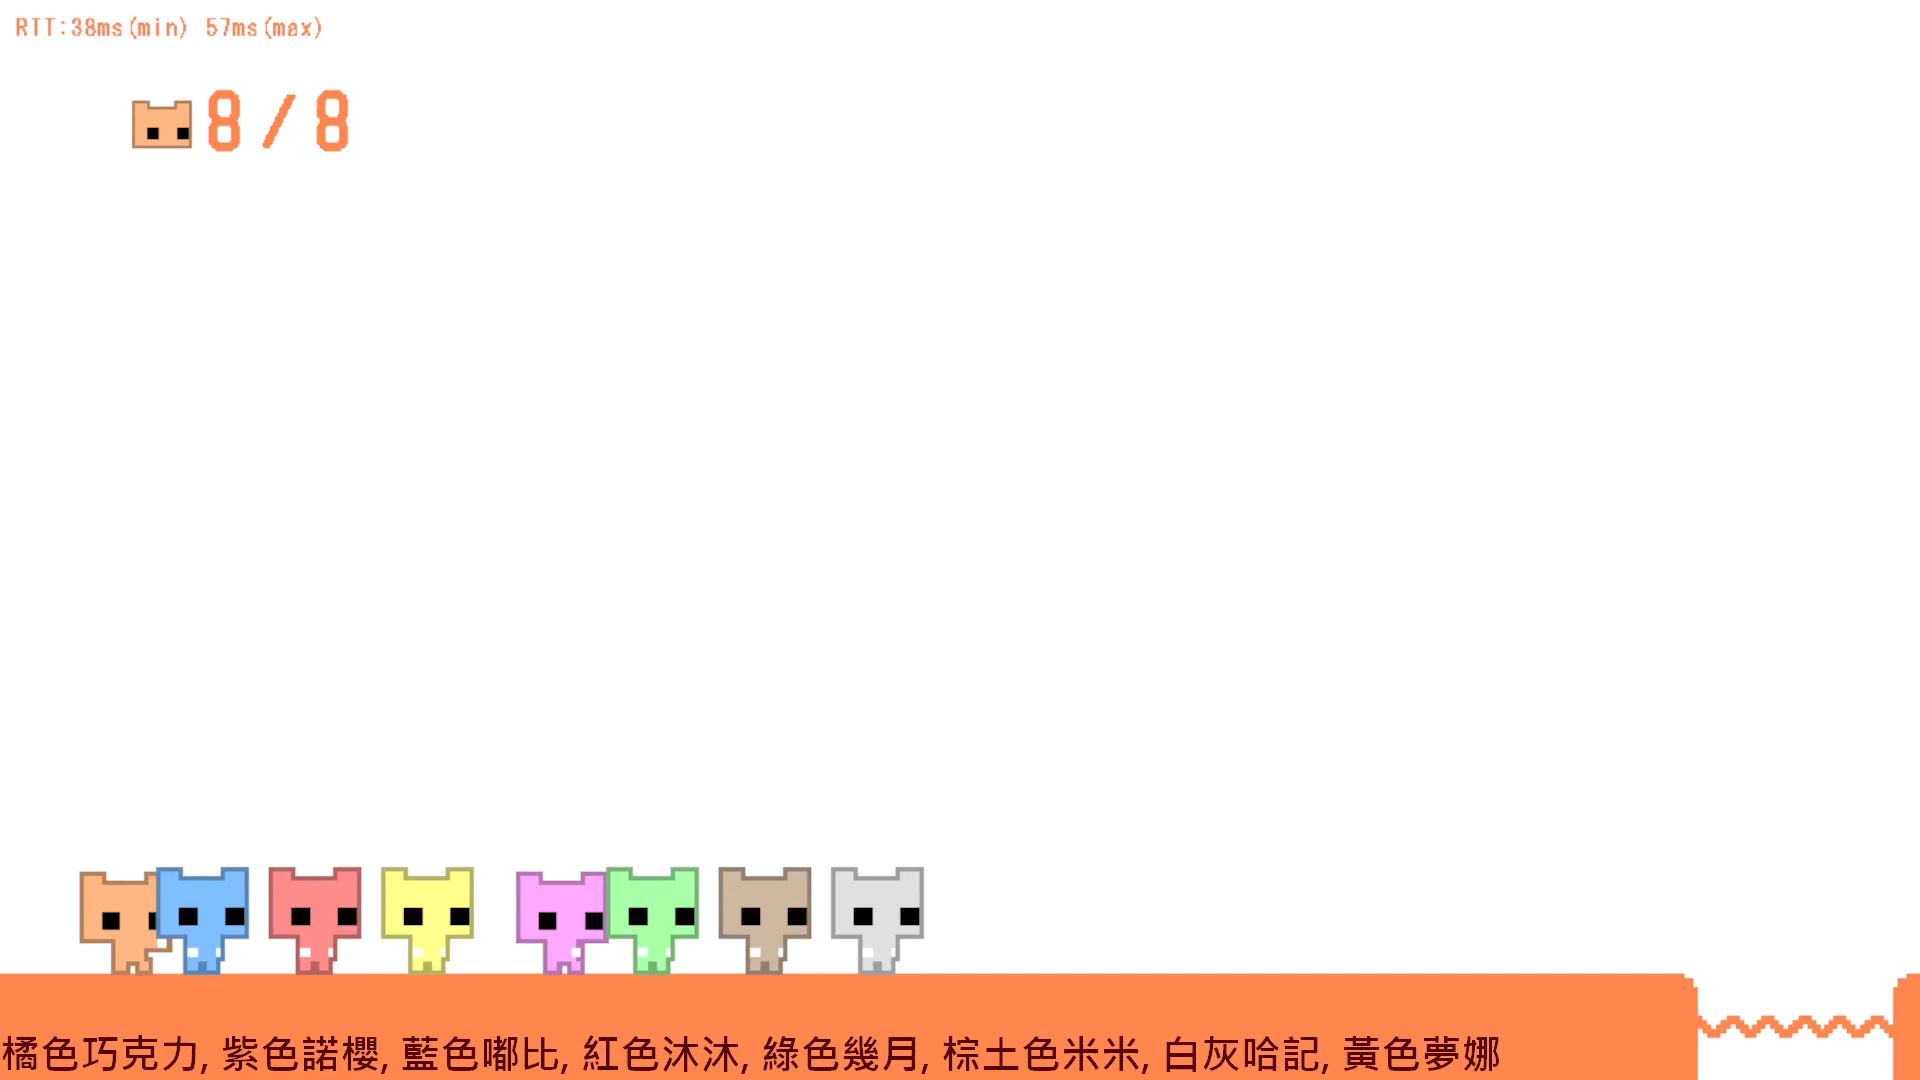 RTT:38ms(min) 57ms(max)
8/8
橘色巧克力, 紫色諾櫻, 藍色嘟比, 紅色沐沐, 綠色幾月, 棕土色米米, 白灰哈記, 黃色夢娜